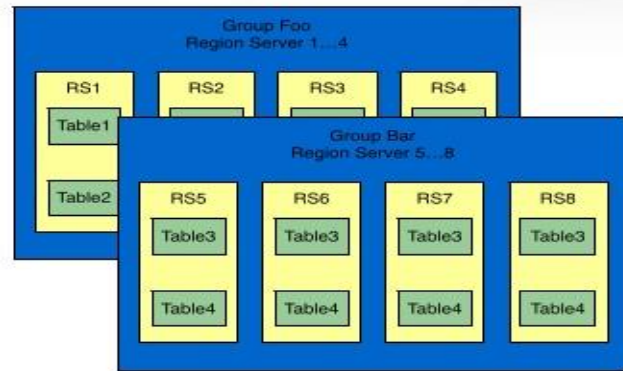 Group Foo
Region Server 1...4
RS1 RS2 RS3 RS4
Table1
Table2
Group Bar
Region Server 5...8
RS5 RS6 RS7 RS8
Table3 Table3 Table3 Table3
Table4 Table4 Table4 Table4